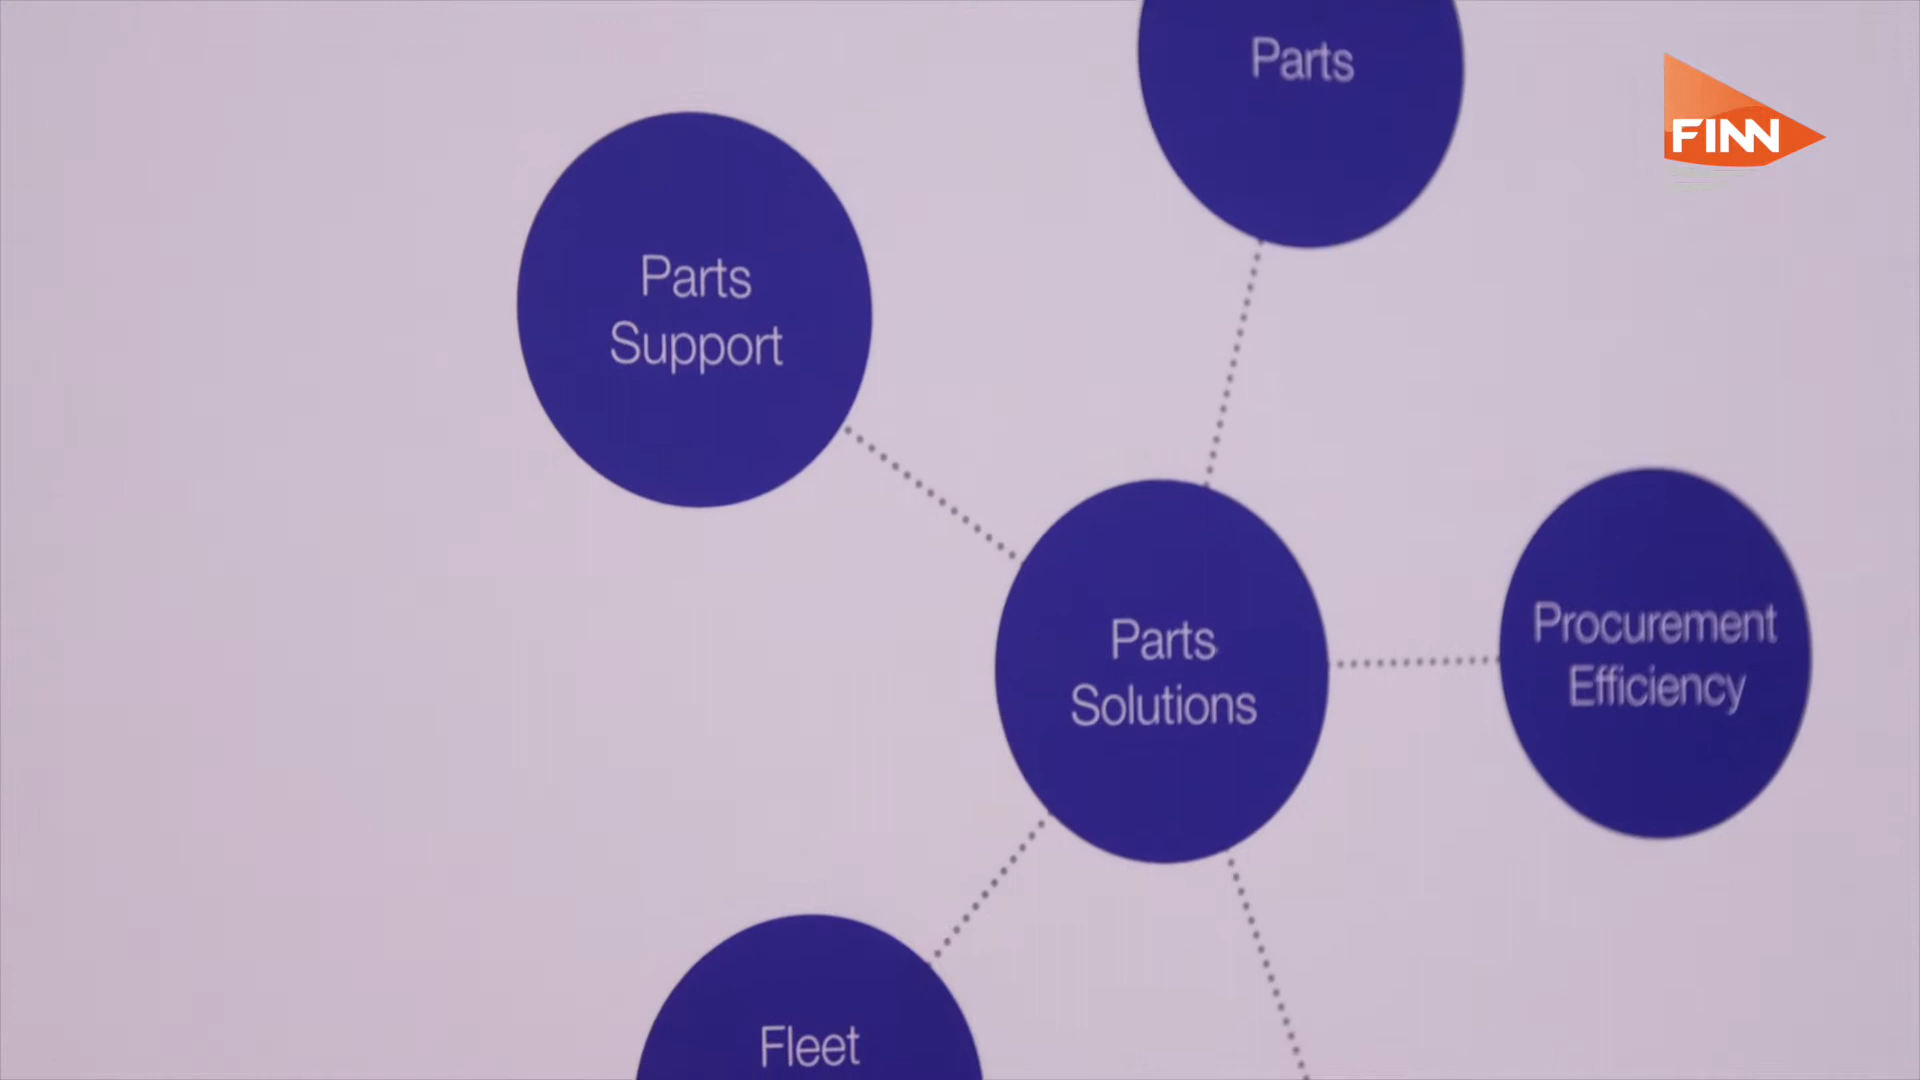 Parts
FINN
Parts
Support
Parts
Solutions
Procurement
Efficiency
Fleet